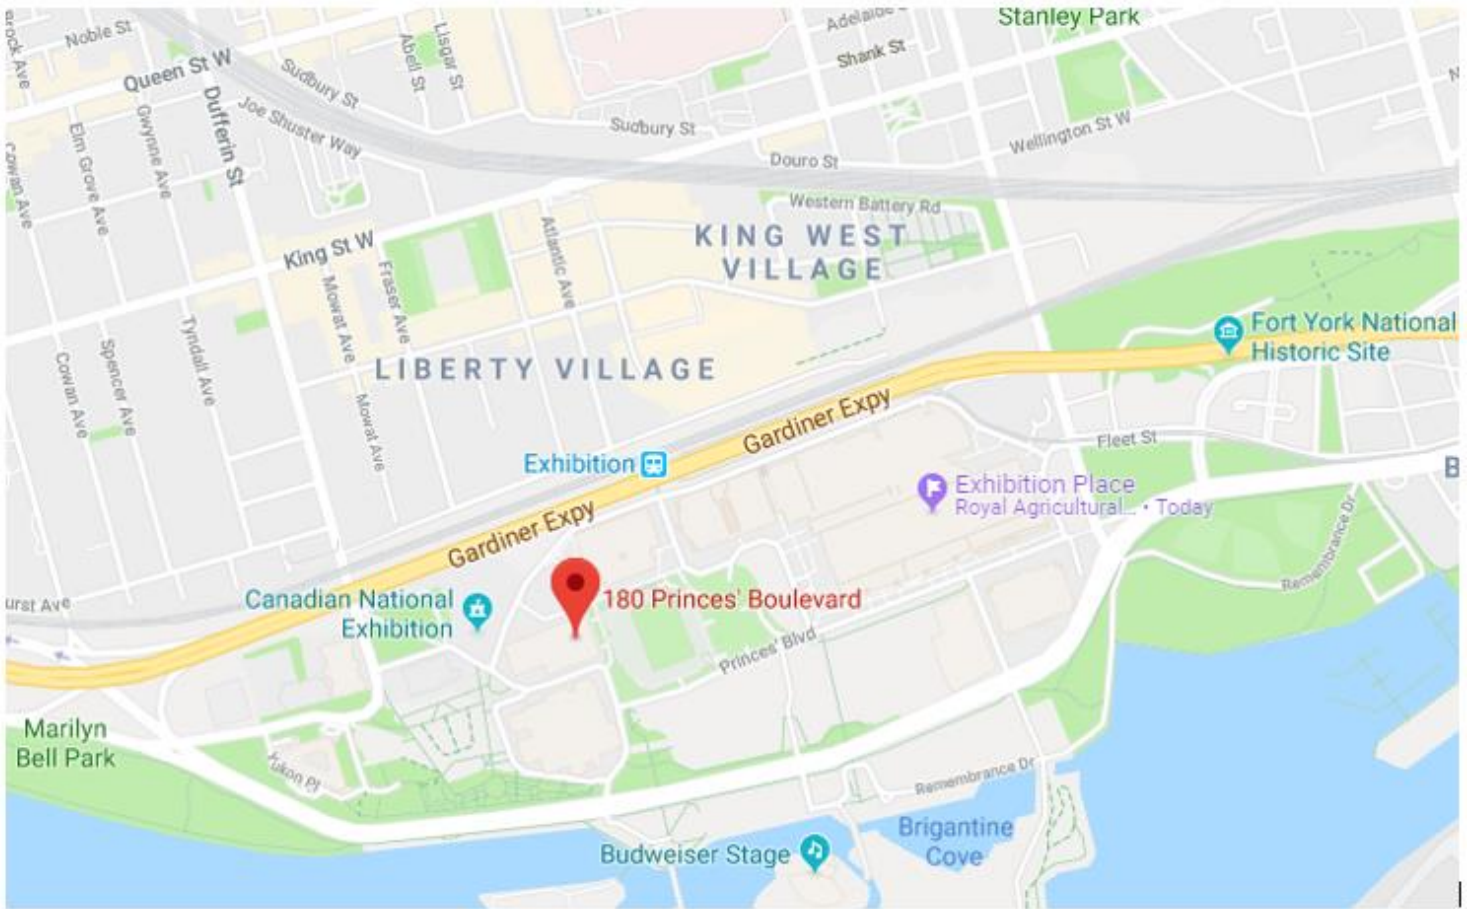 Stanley Park
Adelaide
Noble St
Lisgar St
Abell St
Shank St
Queen St W
Sudbury St
Dufferin St
Joe Shuster Way
Gwynne Ave
Elm Grove Ave
Sudbury St
Wellington St W
Douro St
Cowan Ave
Western Battery Rd
KING WEST
VILLAGE
Atlantic Ave
King St W
Mowat Ave
Fraser Ave
Tyndall Ave
Spencer Ave
Cowan Ave
LIBERTY VILLAGE
Fort York National
Historic Site
Gardiner Expy
Mowat Ave
Fleet St
Exhibition
B
Exhibition Place
Royal Agricultural... • Today
Gardiner Expy
Remembrance Dr
Canadian National
Exhibition
180 Princes' Boulevard
urst Ave
Princes' Blvd
Marilyn
Bell Park
Yukon Pl
Remembrance Dr
Brigantine
Cove
Budweiser Stage